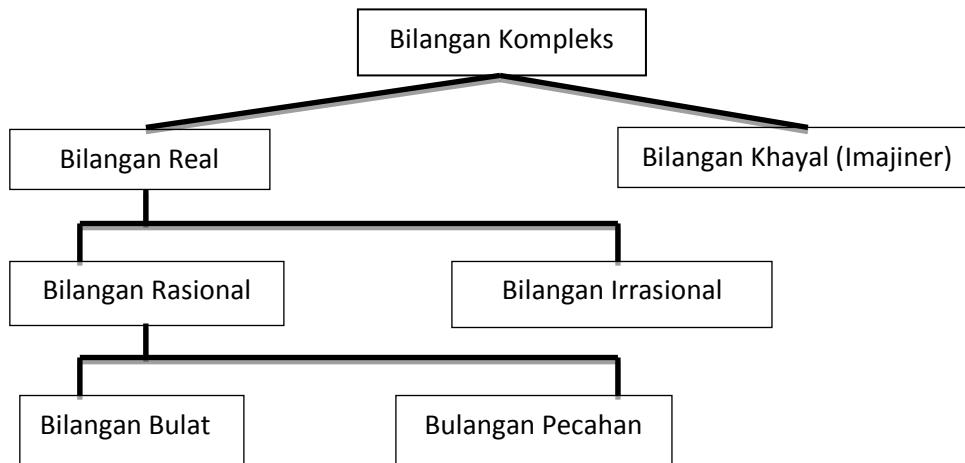 Bilangan Kompleks
Bilangan Real
Bilangan Khayal (Imajiner)
Bilangan Rasional
Bilangan Irrasional
Bilangan Bulat
Bulangan Pecahan